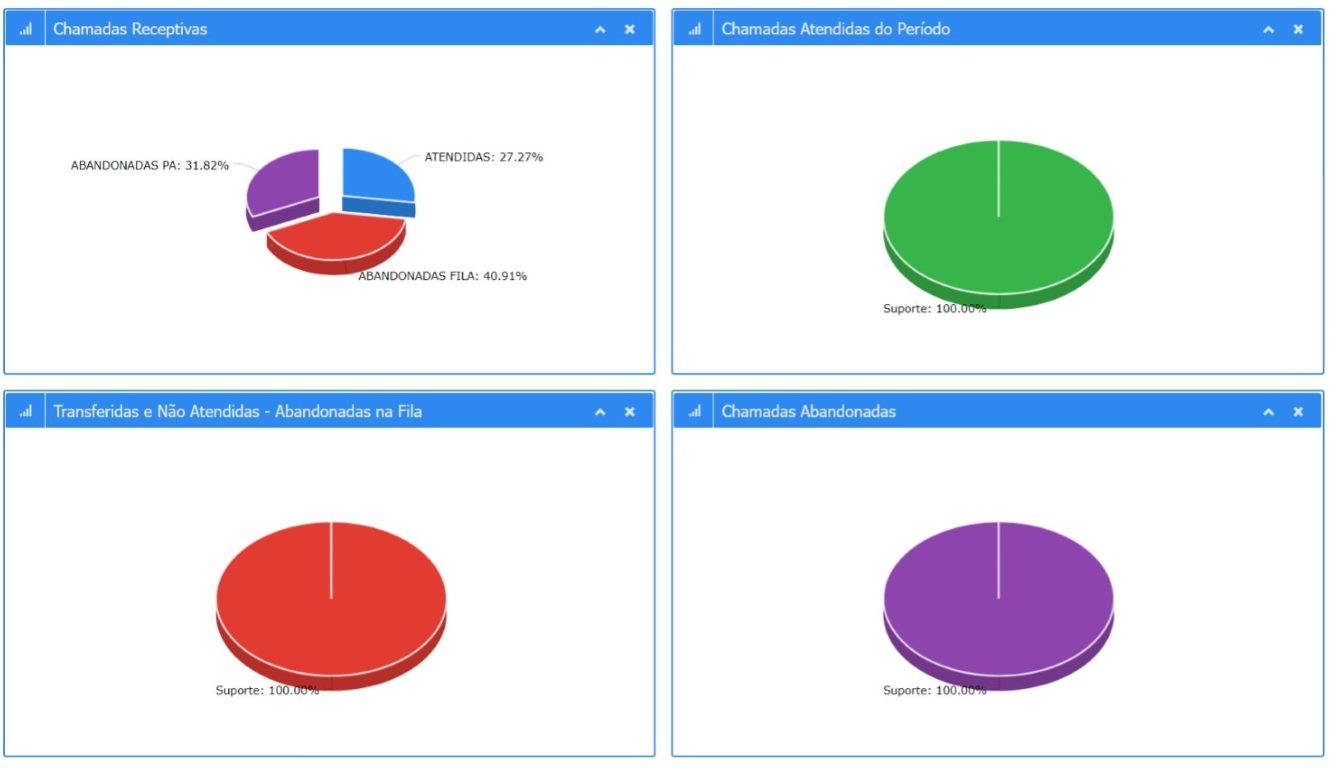 Chamadas Receptivas
ABANDONADAS PA: 31.82%
ATENDIDAS: 27.27%
ABANDONADAS FILA: 40.91%
Chamadas Atendidas do Período
Suporte: 100.00%
Transferidas e Não Atendidas - Abandonadas na Fila
Suporte: 100.00%
Chamadas Abandonadas
Suporte: 100.00%